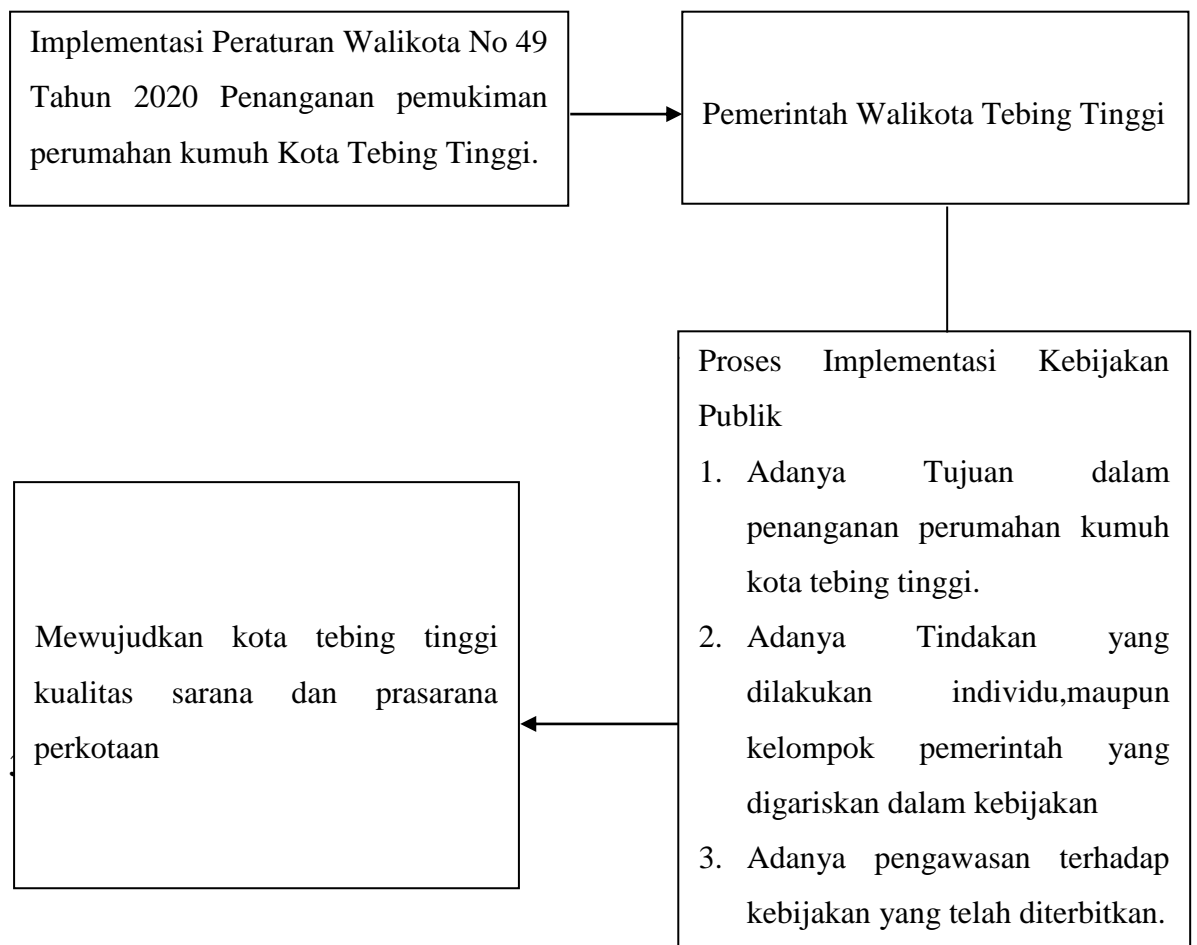 Implementasi Peraturan Walikota No 49
Tahun 2020 Penanganan pemukiman
perumahan kumuh Kota Tebing Tinggi.
Pemerintah Walikota Tebing Tinggi
Proses Implementasi Kebijakan
Publik
1. Adanya Tujuan dalam
penanganan perumahan kumuh
kota tebing tinggi.
2. Adanya Tindakan yang
dilakukan individu,maupun
kelompok pemerintah yang
digariskan dalam kebijakan
3. Adanya pengawasan terhadap
kebijakan yang telah diterbitkan.
Mewujudkan kota tebing tinggi
kualitas sarana dan prasarana
perkotaan